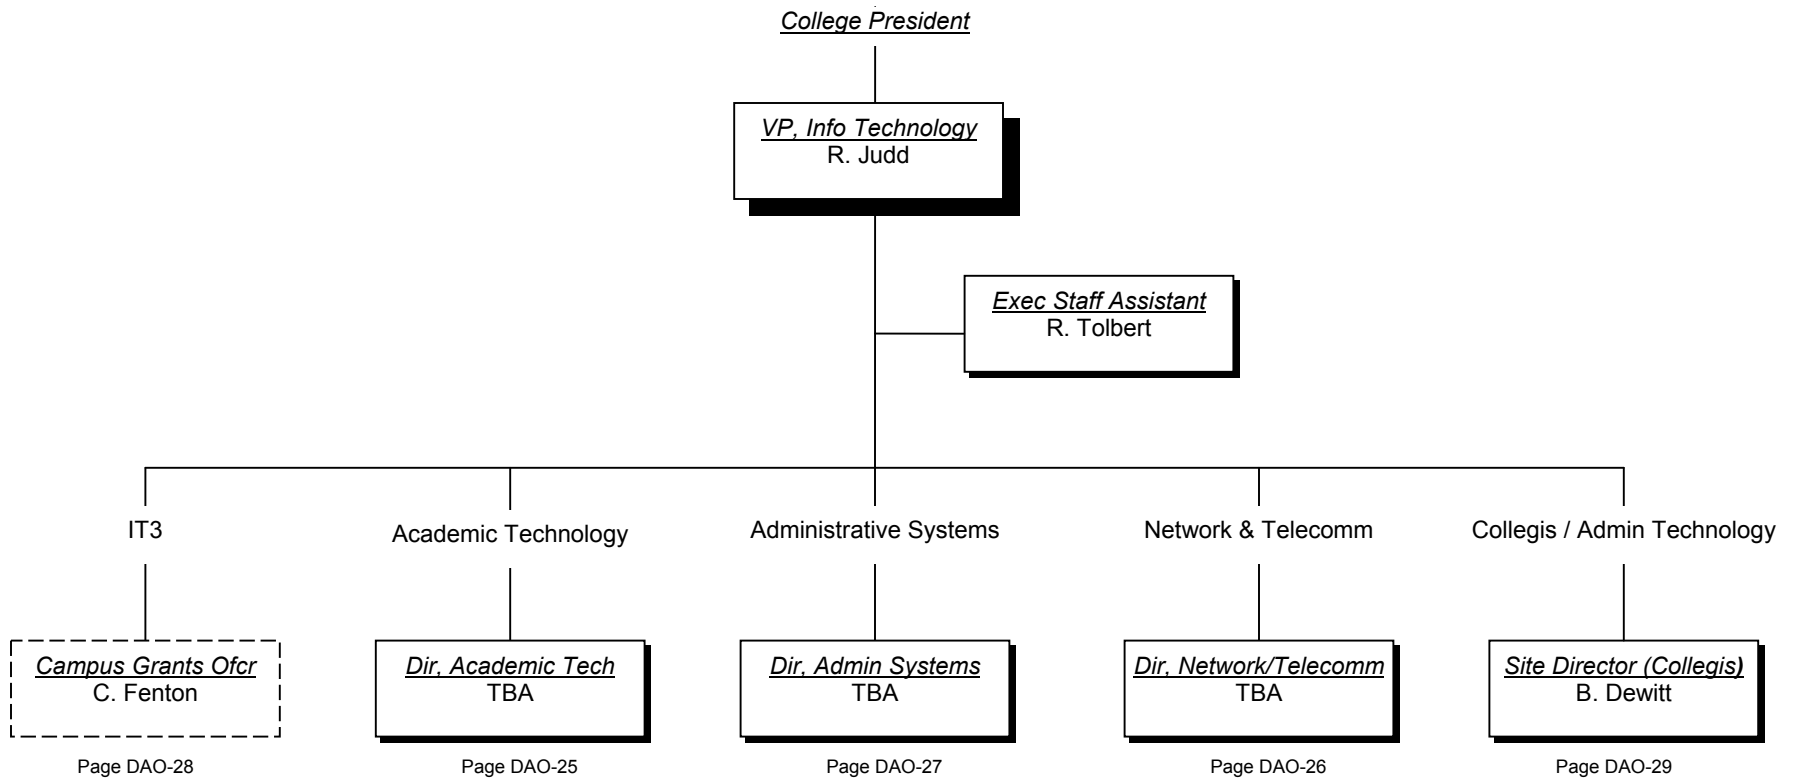 College President
VP, Info Technology
R. Judd
Exec Staff Assistant
R. Tolbert
IT3
Academic Technology
Administrative Systems
Network & Telecomm
Collegis / Admin Technology
Campus Grants Ofcr
C. Fenton
Dir, Academic Tech
TBA
Dir, Admin Systems
TBA
Dir, Network/Telecomm
TBA
Site Director (Collegis)
B. Dewitt
Page DAO-28
Page DAO-25
Page DAO-27
Page DAO-26
Page DAO-29